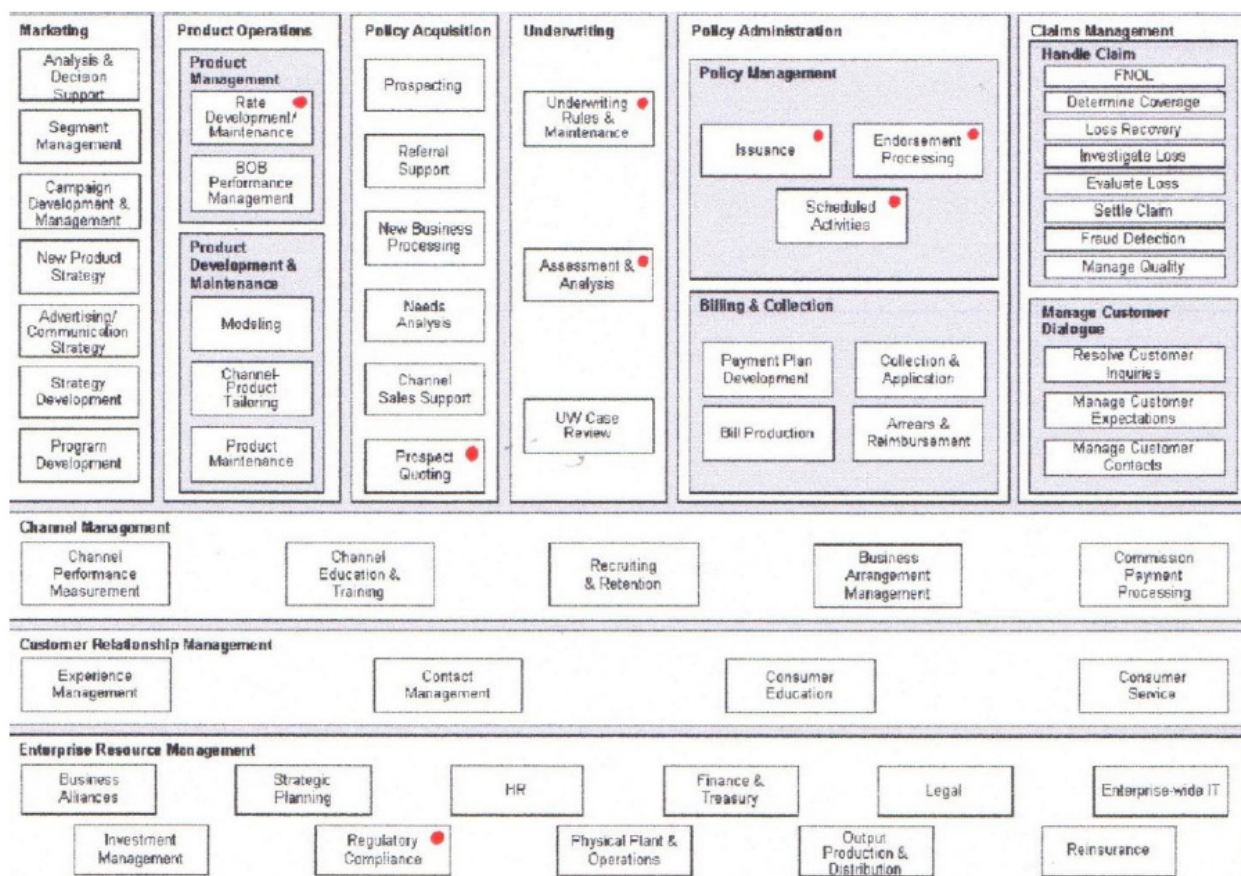 Marketing
Analysis &
Decision
Support
Segment
Management
Campaign
Development &
Management
New Product
Strategy
Advertising/
Communication
Strategy
Strategy
Development
Program
Development
Product Operations
Product
Management
Rate
Development/
Maintenance
BOB
Performance
Management
Product
Development &
Maintenance
Modeling
Channel-
Product
Tailoring
Product
Maintenance
Policy Acquisition
Prospecting
Referral
Support
New Business
Processing
Needs
Analysis
Channel
Sales Support
Prospect
Quoting
Underwriting
Underwriting
Rules &
Maintenance
Assessment &
Analysis
UW Case
Review
Policy Administration
Policy Management
Issuance
Endorsement
Processing
Scheduled
Activities
Billing & Collection
Payment Plan
Development
Collection &
Application
Bill Production
Arrears &
Reimbursement
Claims Management
Handle Claim
FNOL
Determine Coverage
Loss Recovery
Investigate Loss
Evaluate Loss
Settle Claim
Fraud Detection
Manage Quality
Manage Customer
Dialogue
Resolve Customer
Inquiries
Manage Customer
Expectations
Manage Customer
Contacts
Channel Management
Channel
Performance
Measurement
Channel
Education &
Training
Recruiting
& Retention
Business
Arrangement
Management
Commission
Payment
Processing
Customer Relationship Management
Experience
Management
Contact
Management
Consumer
Education
Consumer
Service
Enterprise Resource Management
Business
Alliances
Strategic
Planning
HR
Finance &
Treasury
Legal
Enterprise-wide IT
Investment
Management
Regulatory
Compliance
Physical Plant &
Operations
Output
Production &
Distribution
Reinsurance